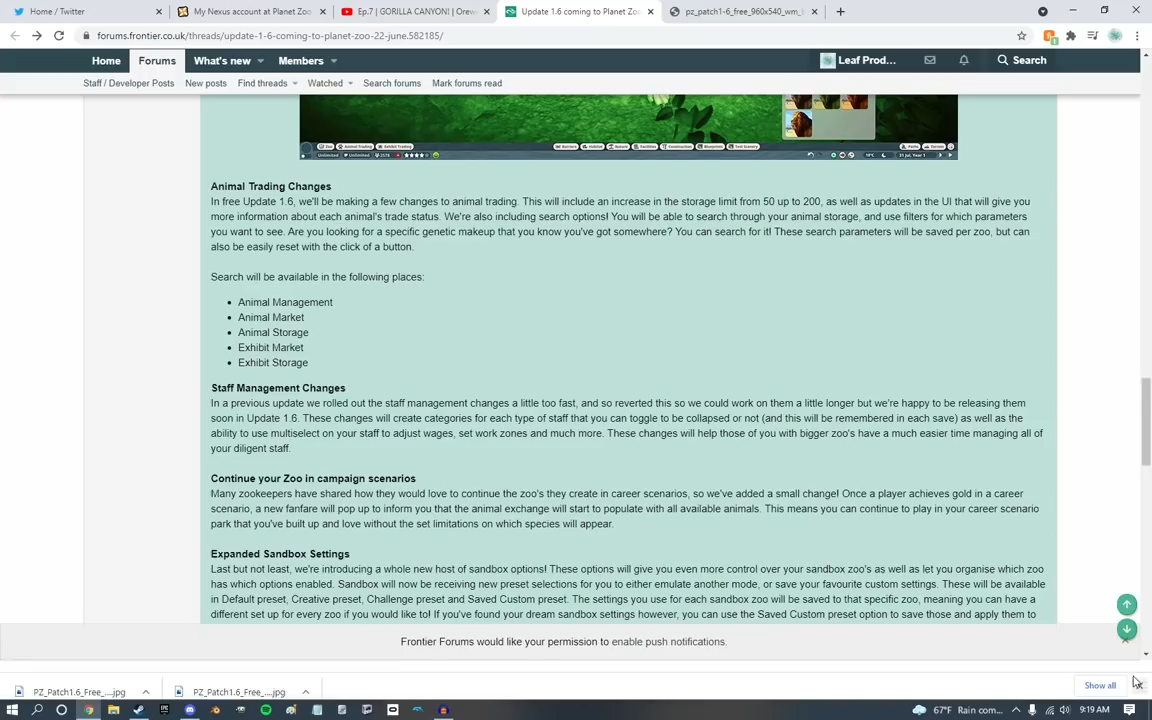 Home / Twitter
My Nexus account at Planet Zoo
Ep.7 | GORILLA CANYON! | Orew
Update 1.6 coming to Planet Zoo
pz_patch1-6_free_960x540_wm_
forums.frontier.co.uk/threads/update-1-6-coming-to-planet-zoo-22-june.582185/
Home Forums What's new Members Leaf Prod... Search
Staff / Developer Posts New posts Find threads Watched Search forums Mark forums read
Animal Trading Changes
In free Update 1.6, we'll be making a few changes to animal trading. This will include an increase in the storage limit from 50 up to 200, as well as updates in the UI that will give you
more information about each animal's trade status. We're also including search options! You will be able to search through your animal storage, and use filters for which parameters
you want to see. Are you looking for a specific genetic makeup that you know you've got somewhere? You can search for it! These search parameters will be saved per zoo, but can
also be easily reset with the click of a button.
Search will be available in the following places:
Animal Management
Animal Market
Animal Storage
Exhibit Market
Exhibit Storage
Staff Management Changes
In a previous update we rolled out the staff management changes a little too fast, and so reverted this so we could work on them a little longer but we're happy to be releasing them
soon in Update 1.6. These changes will create categories for each type of staff that you can toggle to be collapsed or not (and this will be remembered in each save) as well as the
ability to use multiselect on your staff to adjust wages, set work zones and much more. These changes will help those of you with bigger zoo's have a much easier time managing all of
your diligent staff.
Continue your Zoo in campaign scenarios
Many zookeepers have shared how they would love to continue the zoo's they create in career scenarios, so we've added a small change! Once a player achieves gold in a career
scenario, a new fanfare will pop up to inform you that the animal exchange will start to populate with all available animals. This means you can continue to play in your career scenario
park that you've built up and love without the set limitations on which species will appear.
Expanded Sandbox Settings
Last but not least, we're introducing a whole new host of sandbox options! These options will give you even more control over your sandbox zoo's as well as let you organise which zoo
has which options enabled. Sandbox will now be receiving new preset selections for you to either emulate another mode, or save your favourite custom settings. These will be available
in Default preset, Creative preset, Challenge preset and Saved Custom preset. The settings you use for each sandbox zoo will be saved to that specific zoo, meaning you can have a
different set up for every zoo if you would like to! If you've found your dream sandbox settings however, you can use the Saved Custom preset option to save those and apply them to
Frontier Forums would like your permission to enable push notifications.
PZ_Patch1.6_Free_....jpg
PZ_Patch1.6_Free_....jpg
Show all
67°F Rain com... 9:19 AM